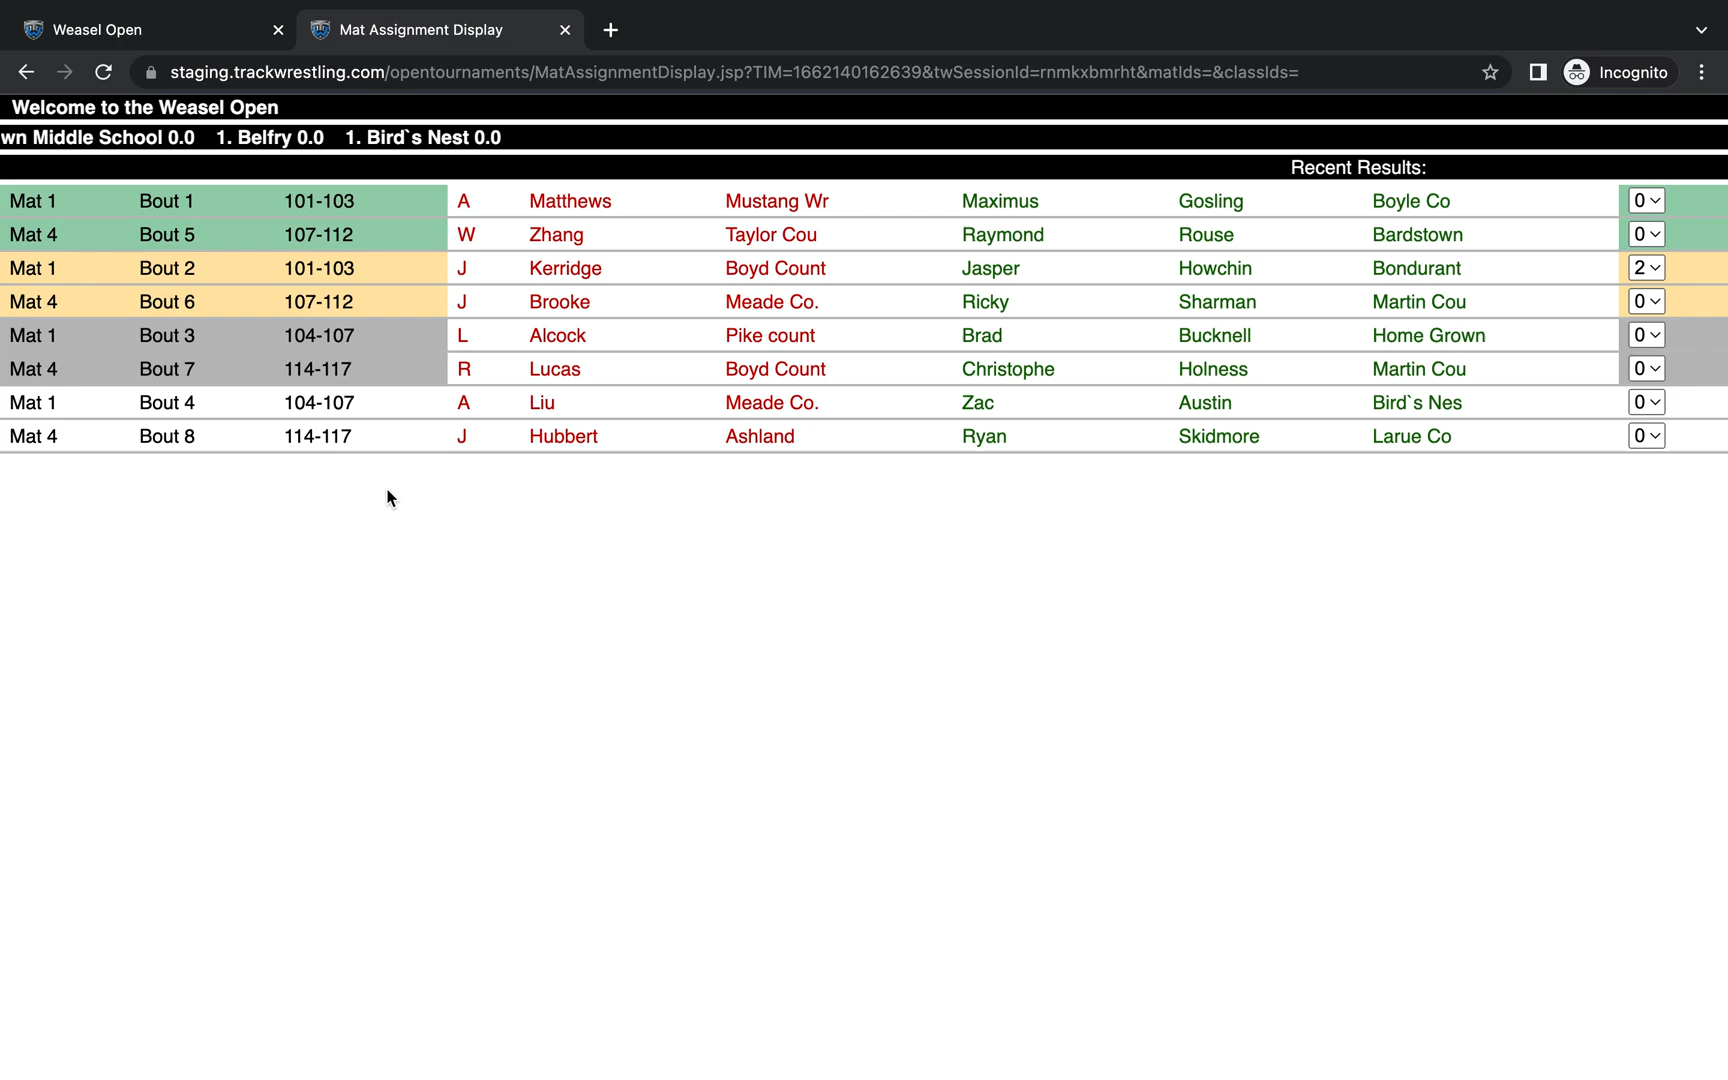 Weasel Open
Mat Assignment Display
staging.trackwrestling.com/opentournaments/MatAssignmentDisplay.jsp?TIM=1662140162639&twSessionId=rnmkxbmrht&matIds=&classIds=
Incognito
Welcome to the Weasel Open
wn Middle School 0.0 1. Belfry 0.0 1. Bird`s Nest 0.0
Recent Results:
Mat 1 Bout 1 101-103 A Matthews Mustang Wr Maximus Gosling Boyle Co 0
Mat 4 Bout 5 107-112 W Zhang Taylor Cou Raymond Rouse Bardstown 0
Mat 1 Bout 2 101-103 J Kerridge Boyd Count Jasper Howchin Bondurant 2
Mat 4 Bout 6 107-112 J Brooke Meade Co. Ricky Sharman Martin Cou 0
Mat 1 Bout 3 104-107 L Alcock Pike count Brad Bucknell Home Grown 0
Mat 4 Bout 7 114-117 R Lucas Boyd Count Christophe Holness Martin Cou 0
Mat 1 Bout 4 104-107 A Liu Meade Co. Zac Austin Bird`s Nes 0
Mat 4 Bout 8 114-117 J Hubbert Ashland Ryan Skidmore Larue Co 0